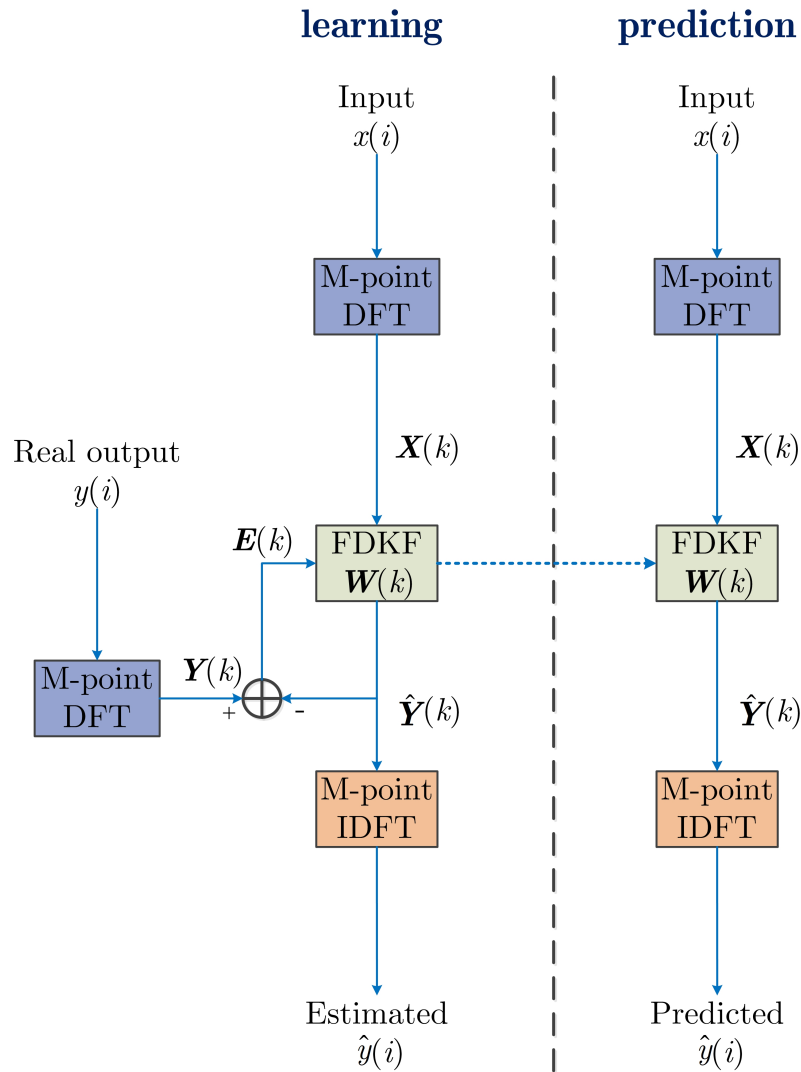 learning
Input
x(i)
M-point
DFT
X(k)
Real output
y(i)
E(k)
FDKF
W(k)
M-point
DFT
Y(k)
+
-
Ŷ(k)
M-point
IDFT
Estimated
ŷ(i)
prediction
Input
x(i)
M-point
DFT
X(k)
FDKF
W(k)
Ŷ(k)
M-point
IDFT
Predicted
ŷ(i)